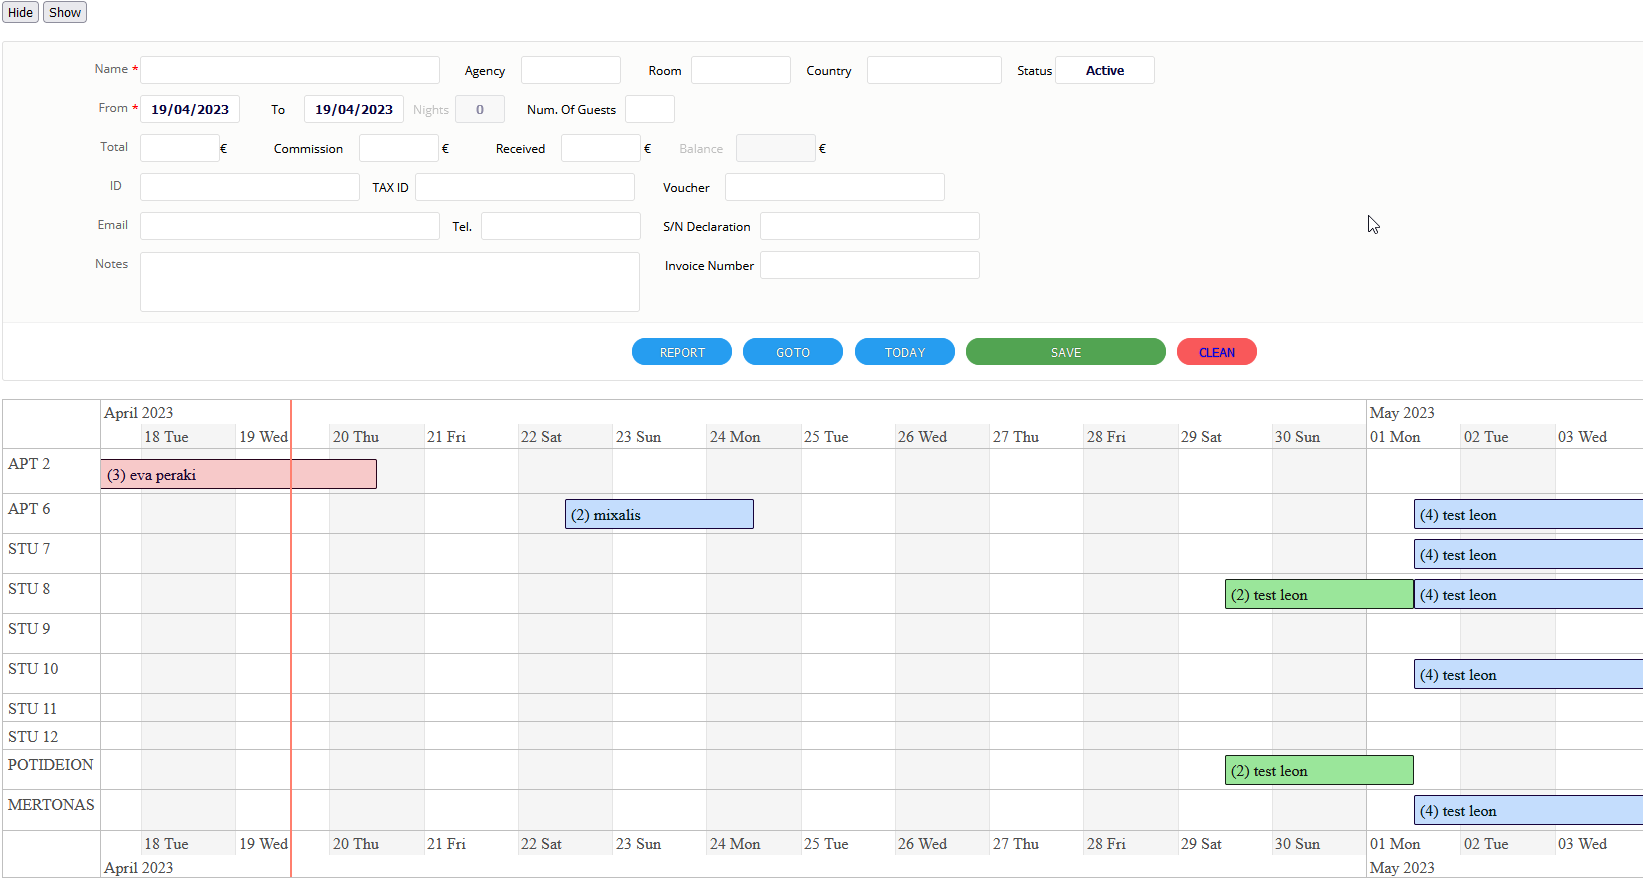 Hide Show
Name * Agency Room Country Status Active
From * 19/04/2023 To 19/04/2023 Nights 0 Num. Of Guests
Total € Commission € Received € Balance €
ID TAX ID Voucher
Email Tel. S/N Declaration
Notes Invoice Number
REPORT GOTO TODAY SAVE CLEAN
April 2023 May 2023
18 Tue 19 Wed 20 Thu 21 Fri 22 Sat 23 Sun 24 Mon 25 Tue 26 Wed 27 Thu 28 Fri 29 Sat 30 Sun 01 Mon 02 Tue 03 Wed
APT 2 (3) eva peraki
APT 6 (2) mixalis (4) test leon
STU 7 (4) test leon
STU 8 (2) test leon (4) test leon
STU 9
STU 10 (4) test leon
STU 11
STU 12
POTIDEION (2) test leon
MERTONAS (4) test leon
18 Tue 19 Wed 20 Thu 21 Fri 22 Sat 23 Sun 24 Mon 25 Tue 26 Wed 27 Thu 28 Fri 29 Sat 30 Sun 01 Mon 02 Tue 03 Wed
April 2023 May 2023